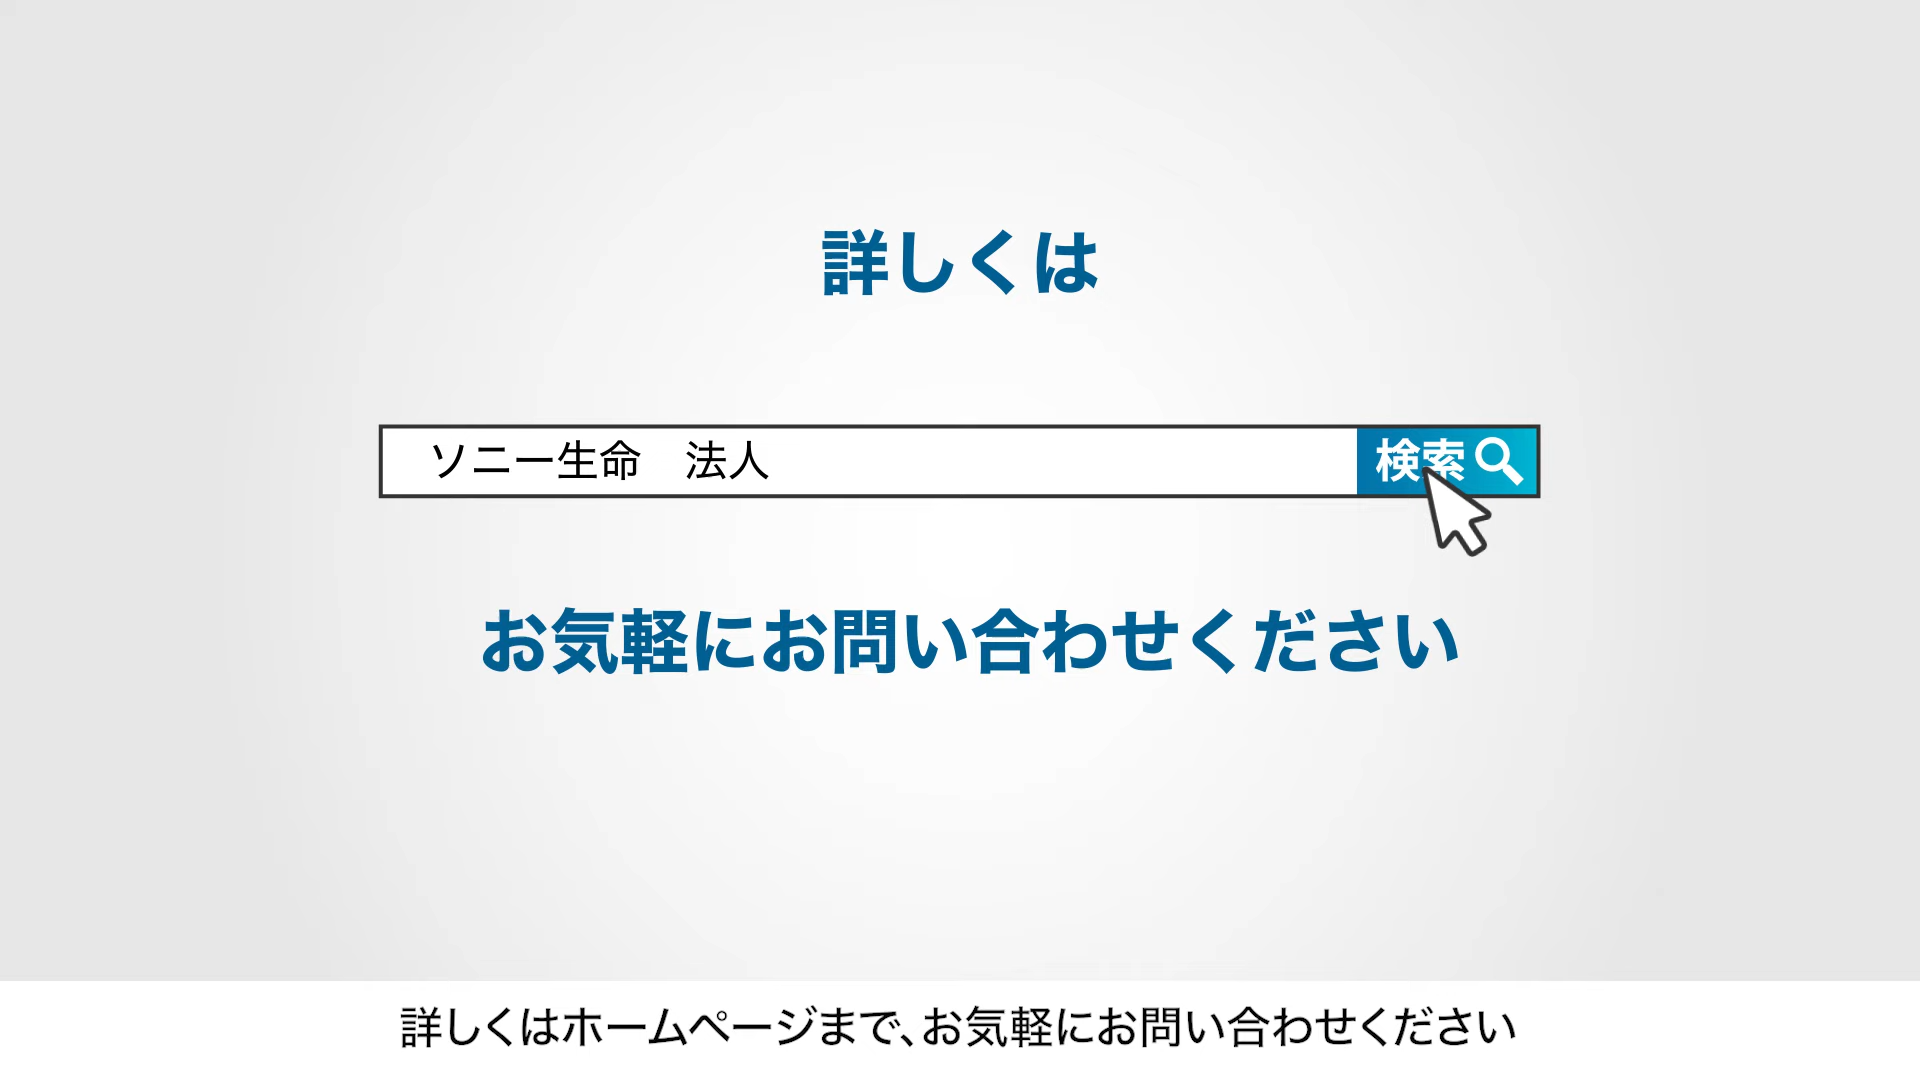 詳しくは
ソニー生命　法人
検索
お気軽にお問い合わせください
詳しくはホームページまで、お気軽にお問い合わせください